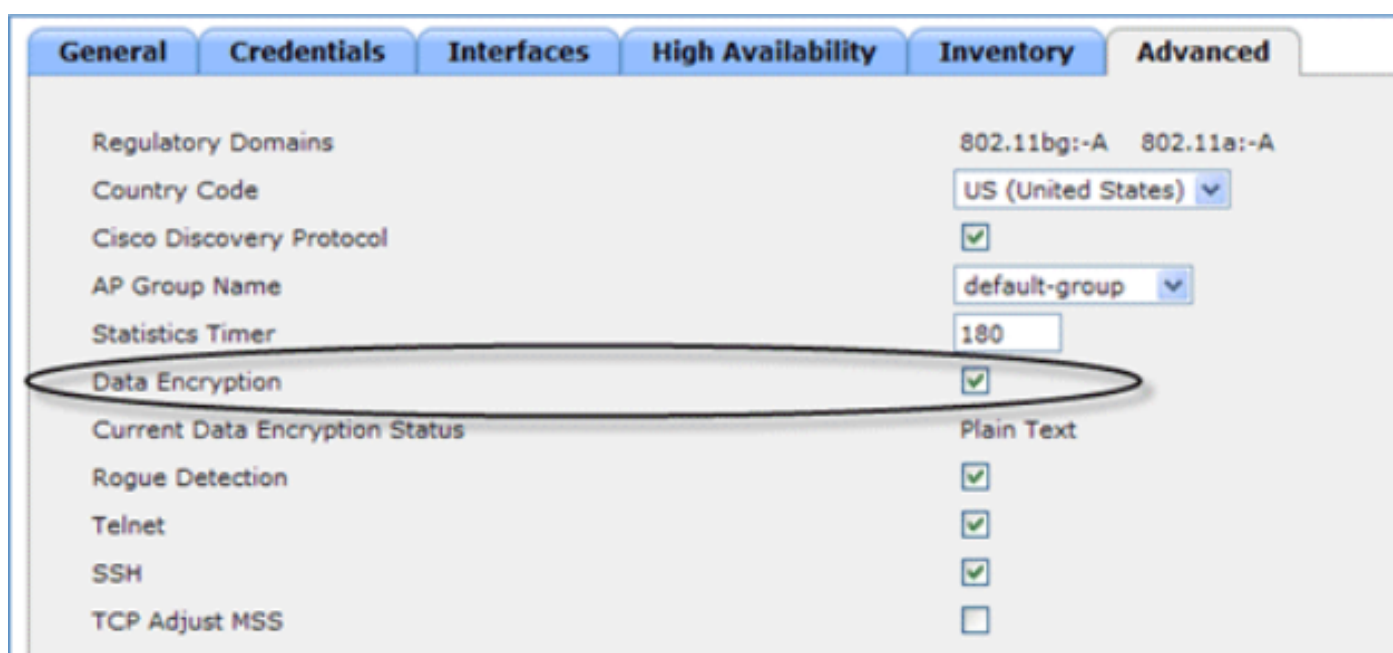 General Credentials Interfaces High Availability Inventory Advanced
Regulatory Domains 802.11bg:-A 802.11a:-A
Country Code US (United States)
Cisco Discovery Protocol
AP Group Name default-group
Statistics Timer 180
Data Encryption
Current Data Encryption Status Plain Text
Rogue Detection
Telnet
SSH
TCP Adjust MSS